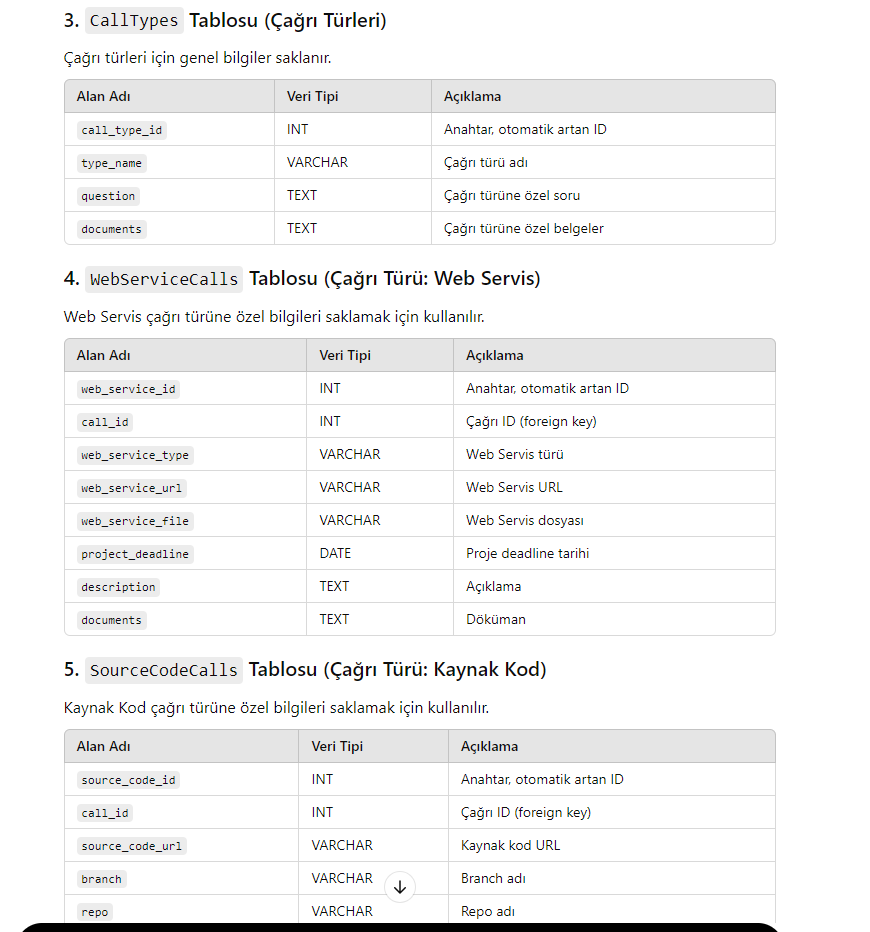 3. CallTypes Tablosu (Çağrı Türleri)
Çağrı türleri için genel bilgiler saklanır.
Alan Adı Veri Tipi Açıklama
call_type_id INT Anahtar, otomatik artan ID
type_name VARCHAR Çağrı türü adı
question TEXT Çağrı türüne özel soru
documents TEXT Çağrı türüne özel belgeler
4. WebServiceCalls Tablosu (Çağrı Türü: Web Servis)
Web Servis çağrı türüne özel bilgileri saklamak için kullanılır.
Alan Adı Veri Tipi Açıklama
web_service_id INT Anahtar, otomatik artan ID
call_id INT Çağrı ID (foreign key)
web_service_type VARCHAR Web Servis türü
web_service_url VARCHAR Web Servis URL
web_service_file VARCHAR Web Servis dosyası
project_deadline DATE Proje deadline tarihi
description TEXT Açıklama
documents TEXT Döküman
5. SourceCodeCalls Tablosu (Çağrı Türü: Kaynak Kod)
Kaynak Kod çağrı türüne özel bilgileri saklamak için kullanılır.
Alan Adı Veri Tipi Açıklama
source_code_id INT Anahtar, otomatik artan ID
call_id INT Çağrı ID (foreign key)
source_code_url VARCHAR Kaynak kod URL
branch VARCHAR Branch adı
repo VARCHAR Repo adı